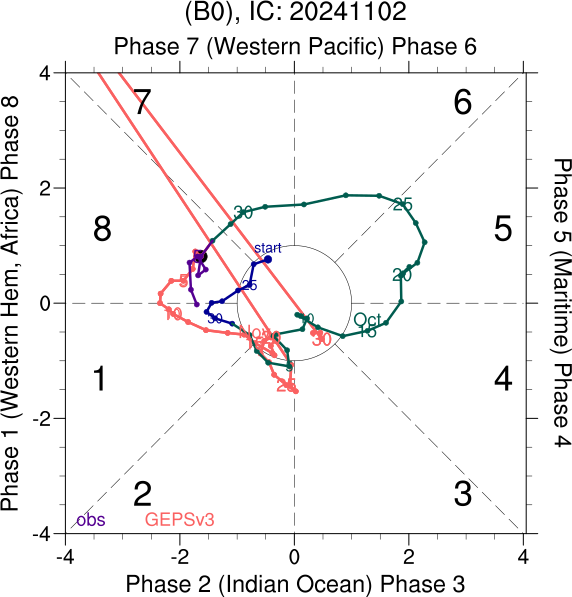 (B0), IC: 20241102
Phase 7 (Western Pacific) Phase 6
4
7
6
2
30
25
8
5
start
5
25
20
0
10
30
Oct
15
30
Nov
1
4
-2
2
3
obs
GEPSv3
-4
-4
-2
0
2
4
Phase 2 (Indian Ocean) Phase 3
Phase 1 (Western Hem, Africa) Phase 8
Phase 5 (Maritime) Phase 4